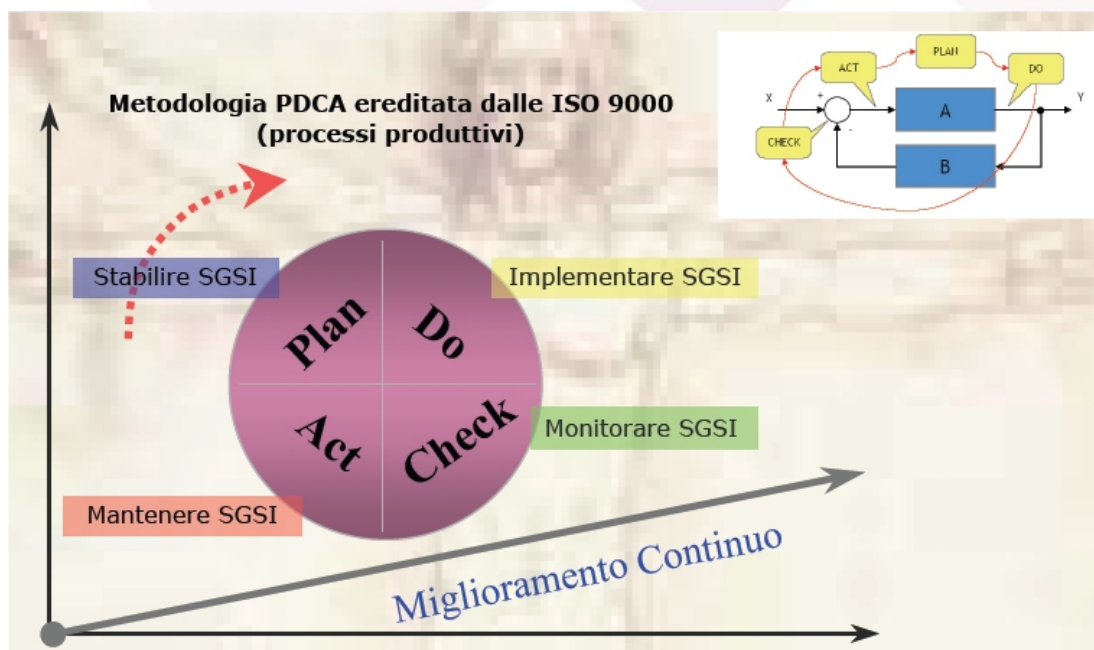 Metodologia PDCA ereditata dalle ISO 9000
(processi produttivi)
PLAN
ACT
DO
X
+
A
Y
-
CHECK
B
Stabilire SGSI
Implementare SGSI
Plan
Do
Act
Check
Monitorare SGSI
Mantenere SGSI
Miglioramento Continuo